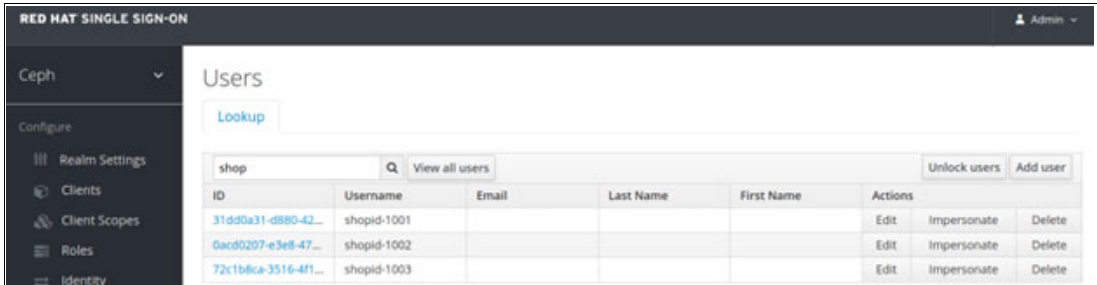 RED HAT SINGLE SIGN-ON
Admin
Ceph
Configure
Realm Settings
Clients
Client Scopes
Roles
Identity
Users
Lookup
shop View all users Unlock users Add user
ID Username Email Last Name First Name Actions
31dd0a31-d880-42... shopid-1001 Edit Impersonate Delete
0acd0207-e3e8-47... shopid-1002 Edit Impersonate Delete
72c1b8ca-3516-4f1... shopid-1003 Edit Impersonate Delete